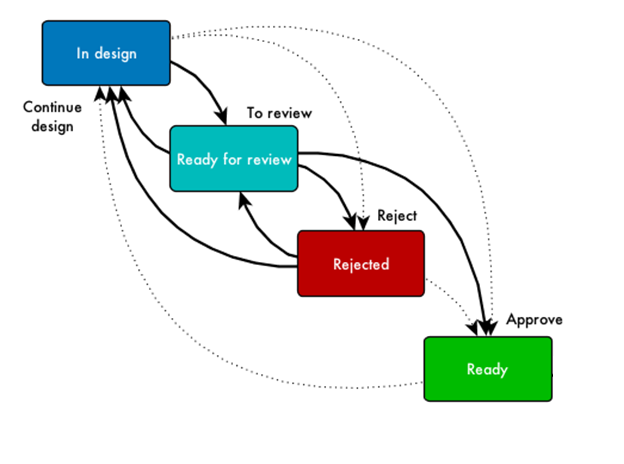 In design
Continue
design
To review
Ready for review
Reject
Rejected
Approve
Ready